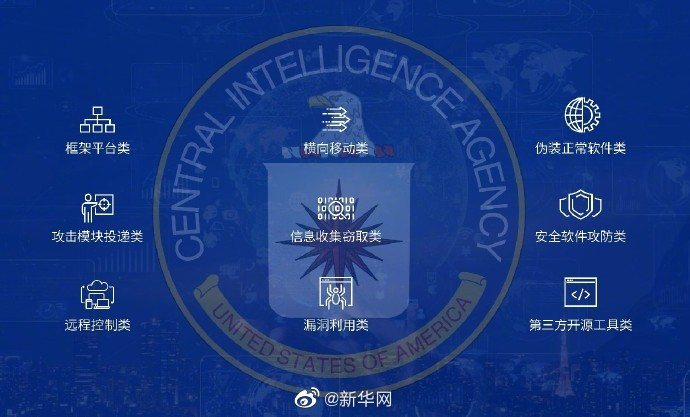 CENTRAL INTELLIGENCE AGENCY
框架平台类
横向移动类
伪装正常软件类
攻击模块投递类
信息收集窃取类
安全软件攻防类
远程控制类
漏洞利用类
第三方开源工具类
UNITED STATES OF AMERICA
@新华网